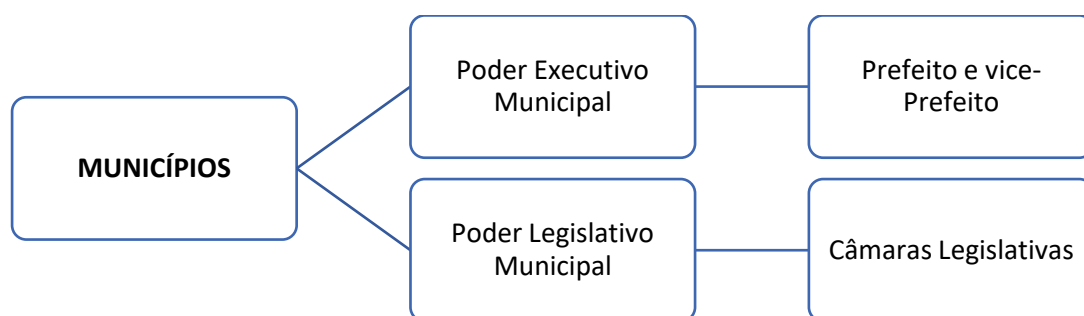 MUNICÍPIOS
Poder Executivo
Municipal
Prefeito e vice-
Prefeito
Poder Legislativo
Municipal
Câmaras Legislativas